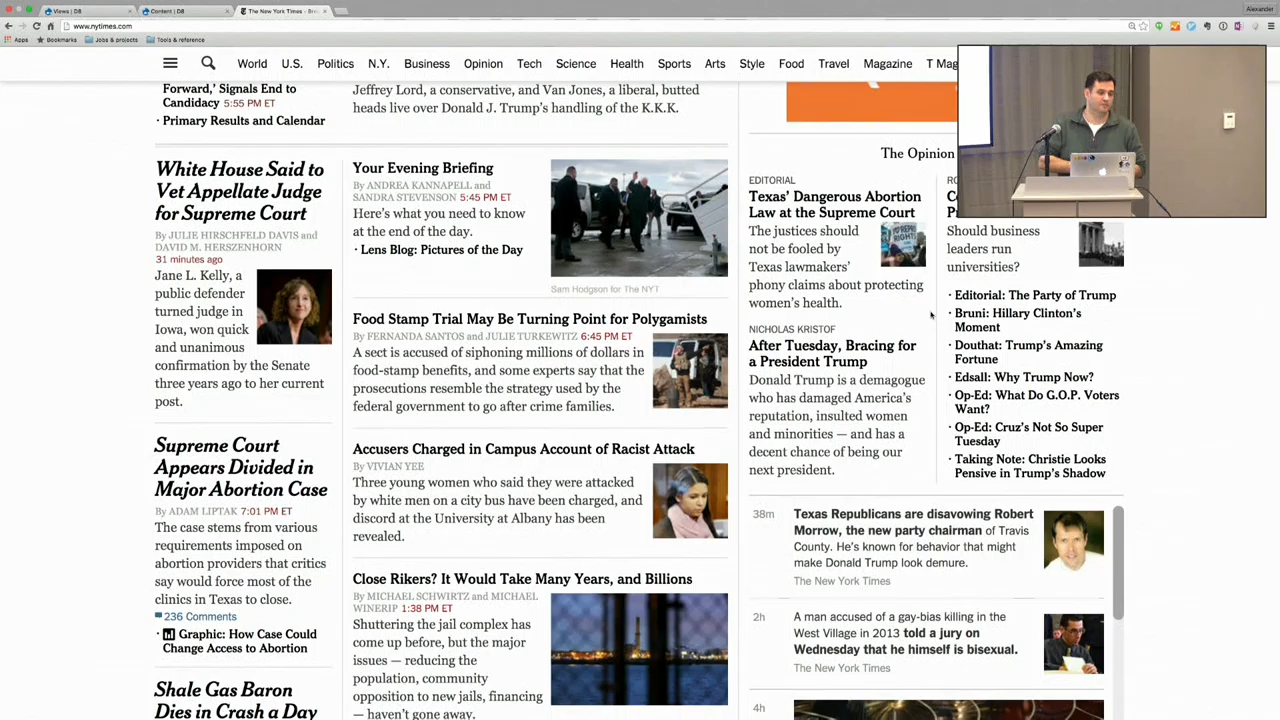 Views | D8
Content | D8
The New York Times - Bre
Alexander
www.nytimes.com
Apps
Bookmarks
Jobs & projects
Tools & reference
World
U.S.
Politics
N.Y.
Business
Opinion
Tech
Science
Health
Sports
Arts
Style
Food
Travel
Magazine
T Mag
Forward,' Signals End to
Candidacy 5:55 PM ET
· Primary Results and Calendar
White House Said to
Vet Appellate Judge
for Supreme Court
By JULIE HIRSCHFELD DAVIS and
DAVID M. HERSZENHORN
31 minutes ago
Jane L. Kelly, a
public defender
turned judge in
Iowa, won quick
and unanimous
confirmation by the Senate
three years ago to her current
post.
Supreme Court
Appears Divided in
Major Abortion Case
By ADAM LIPTAK 7:01 PM ET
The case stems from various
requirements imposed on
abortion providers that critics
say would force most of the
clinics in Texas to close.
236 Comments
· Graphic: How Case Could
Change Access to Abortion
Shale Gas Baron
Dies in Crash a Day
Jeffrey Lord, a conservative, and Van Jones, a liberal, butted
heads live over Donald J. Trump's handling of the K.K.K.
Your Evening Briefing
By ANDREA KANNAPELL and
SANDRA STEVENSON 5:45 PM ET
Here's what you need to know
at the end of the day.
· Lens Blog: Pictures of the Day
Sam Hodgson for The NYT
Food Stamp Trial May Be Turning Point for Polygamists
By FERNANDA SANTOS and JULIE TURKEWITZ 6:45 PM ET
A sect is accused of siphoning millions of dollars in
food-stamp benefits, and some experts say that the
prosecutions resemble the strategy used by the
federal government to go after crime families.
Accusers Charged in Campus Account of Racist Attack
By VIVIAN YEE
Three young women who said they were attacked
by white men on a city bus have been charged, and
discord at the University at Albany has been
revealed.
Close Rikers? It Would Take Many Years, and Billions
By MICHAEL SCHWIRTZ and MICHAEL
WINERIP 1:38 PM ET
Shuttering the jail complex has
come up before, but the major
issues — reducing the
population, community
opposition to new jails, financing
— haven't gone away.
The Opinion
EDITORIAL
Texas' Dangerous Abortion
Law at the Supreme Court
The justices should
not be fooled by
Texas lawmakers'
phony claims about protecting
women's health.
NICHOLAS KRISTOF
After Tuesday, Bracing for
a President Trump
Donald Trump is a demagogue
who has damaged America's
reputation, insulted women
and minorities — and has a
decent chance of being our
next president.
Should business
leaders run
universities?
· Editorial: The Party of Trump
· Bruni: Hillary Clinton's
Moment
· Douthat: Trump's Amazing
Fortune
· Edsall: Why Trump Now?
· Op-Ed: What Do G.O.P. Voters
Want?
· Op-Ed: Cruz's Not So Super
Tuesday
· Taking Note: Christie Looks
Pensive in Trump's Shadow
38m
Texas Republicans are disavowing Robert
Morrow, the new party chairman of Travis
County. He's known for behavior that might
make Donald Trump look demure.
The New York Times
2h
A man accused of a gay-bias killing in the
West Village in 2013 told a jury on
Wednesday that he himself is bisexual.
The New York Times
4h